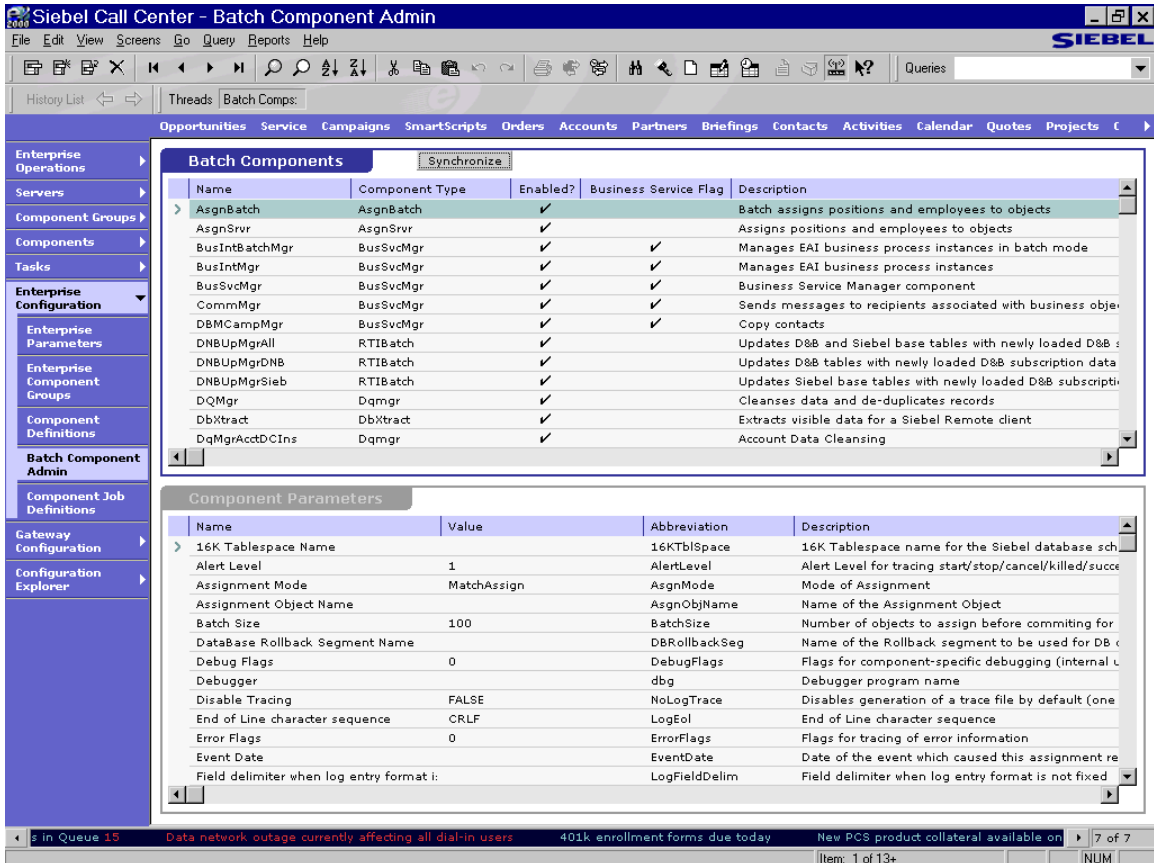 Siebel Call Center - Batch Component Admin
File Edit View Screens Go Query Reports Help
SIEBEL
Queries
History List
Threads Batch Comps:
Opportunities Service Campaigns SmartScripts Orders Accounts Partners Briefings Contacts Activities Calendar Quotes Projects
Enterprise Operations
Servers
Component Groups
Components
Tasks
Enterprise Configuration
Enterprise Parameters
Enterprise Component Groups
Component Definitions
Batch Component Admin
Component Job Definitions
Gateway Configuration
Configuration Explorer
Batch Components Synchronize
Name Component Type Enabled? Business Service Flag Description
AsgnBatch AsgnBatch ✔ Batch assigns positions and employees to objects
AsgnSrvr AsgnSrvr ✔ Assigns positions and employees to objects
BusIntBatchMgr BusSvcMgr ✔ ✔ Manages EAI business process instances in batch mode
BusIntMgr BusSvcMgr ✔ ✔ Manages EAI business process instances
BusSvcMgr BusSvcMgr ✔ ✔ Business Service Manager component
CommMgr BusSvcMgr ✔ ✔ Sends messages to recipients associated with business obje
DBMCampMgr BusSvcMgr ✔ ✔ Copy contacts
DNBUpMgrAll RTIBatch ✔ Updates D&B and Siebel base tables with newly loaded D&B s
DNBUpMgrDNB RTIBatch ✔ Updates D&B tables with newly loaded D&B subscription data
DNBUpMgrSieb RTIBatch ✔ Updates Siebel base tables with newly loaded D&B subscripti
DQMgr Dqmgr ✔ Cleanses data and de-duplicates records
DbXtract DbXtract ✔ Extracts visible data for a Siebel Remote client
DqMgrAcctDCIns Dqmgr ✔ Account Data Cleansing
Component Parameters
Name Value Abbreviation Description
16K Tablespace Name 16KTblSpace 16K Tablespace name for the Siebel database sch
Alert Level 1 AlertLevel Alert Level for tracing start/stop/cancel/killed/succe
Assignment Mode MatchAssign AsgnMode Mode of Assignment
Assignment Object Name AsgnObjName Name of the Assignment Object
Batch Size 100 BatchSize Number of objects to assign before commiting for
DataBase Rollback Segment Name DBRollbackSeg Name of the Rollback segment to be used for DB
Debug Flags 0 DebugFlags Flags for component-specific debugging (internal u
Debugger dbg Debugger program name
Disable Tracing FALSE NoLogTrace Disables generation of a trace file by default (one
End of Line character sequence CRLF LogEol End of Line character sequence
Error Flags 0 ErrorFlags Flags for tracing of error information
Event Date EventDate Date of the event which caused this assignment re
Field delimiter when log entry format i: LogFieldDelim Field delimiter when log entry format is not fixed
s in Queue 15 Data network outage currently affecting all dial-in users 401k enrollment forms due today New PCS product collateral available on 7 of 7
Item: 1 of 13+ NUM